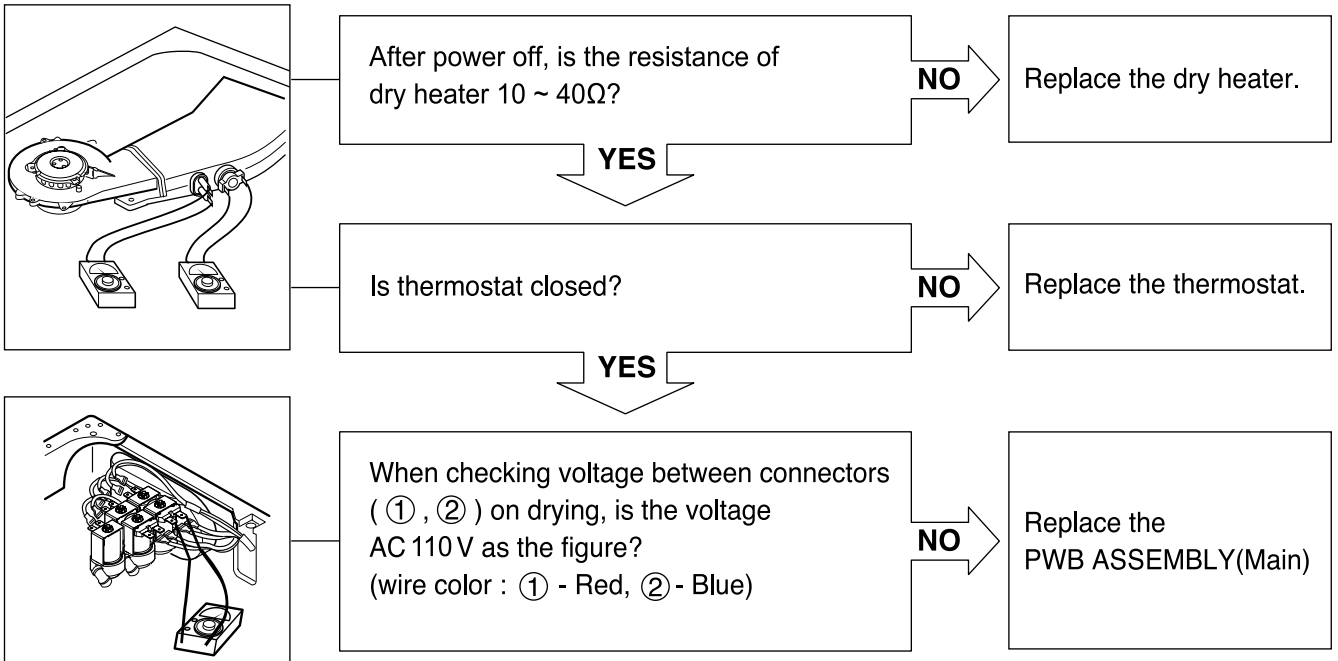 After power off, is the resistance of
dry heater 10 ~ 40Ω?
NO
Replace the dry heater.
YES
Is thermostat closed?
NO
Replace the thermostat.
YES
When checking voltage between connectors
( ① , ② ) on drying, is the voltage
AC 110 V as the figure?
(wire color : ① - Red, ② - Blue)
NO
Replace the
PWB ASSEMBLY(Main)